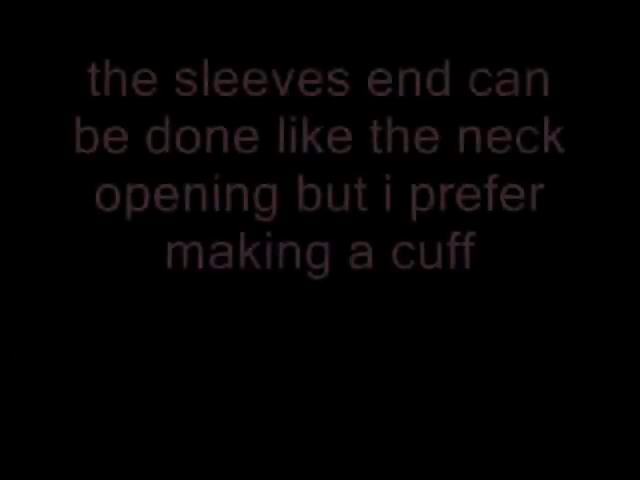 the sleeves end can
be done like the neck
opening but i prefer
making a cuff